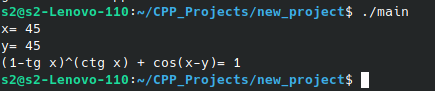 s2@s2-Lenovo-110:~/CPP_Projects/new_project$ ./main
x= 45
y= 45
(1-tg x)^(ctg x) + cos(x-y)= 1
s2@s2-Lenovo-110:~/CPP_Projects/new_project$